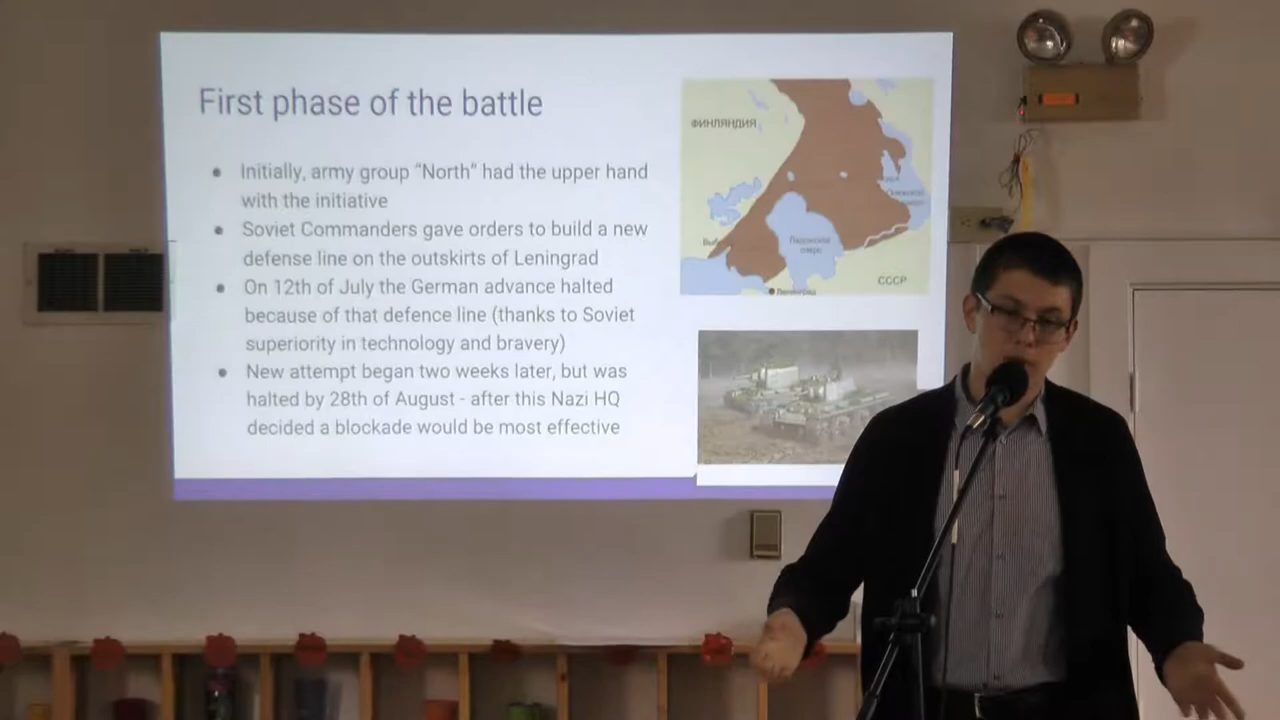 First phase of the battle
● Initially, army group “North” had the upper hand
with the initiative
● Soviet Commanders gave orders to build a new
defense line on the outskirts of Leningrad
● On 12th of July the German advance halted
because of that defence line (thanks to Soviet
superiority in technology and bravery)
● New attempt began two weeks later, but was
halted by 28th of August - after this Nazi HQ
decided a blockade would be most effective
ФИНЛЯНДИЯ
Ладожское
озеро
СССР
Ленинград